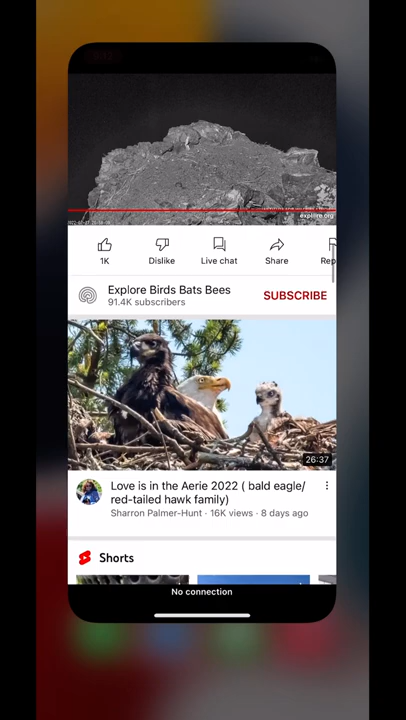 explore.org
1K
Dislike
Live chat
Share
Rep
Explore Birds Bats Bees
91.4K subscribers
SUBSCRIBE
26:37
Love is in the Aerie 2022 ( bald eagle/
red-tailed hawk family)
Sharron Palmer-Hunt · 16K views · 8 days ago
Shorts
No connection